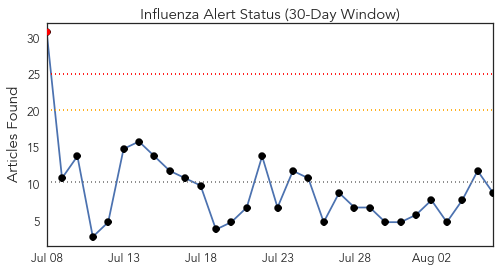 Influenza Alert Status (30-Day Window)
Articles Found
30
25
20
15
10
5
Jul 08 Jul 13 Jul 18 Jul 23 Jul 28 Aug 02